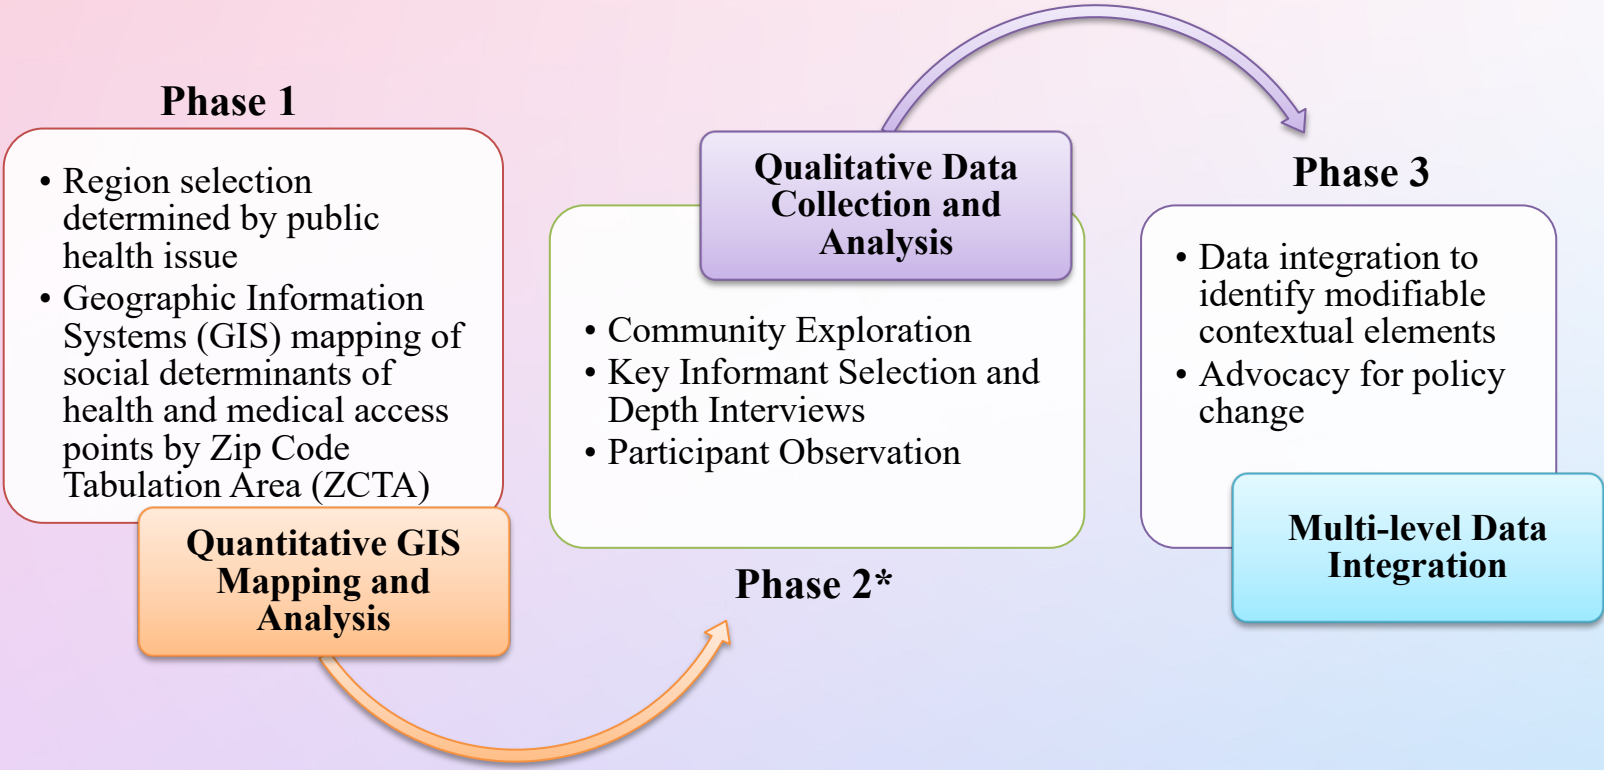 Phase 1
• Region selection
determined by public
health issue
• Geographic Information
Systems (GIS) mapping of
social determinants of
health and medical access
points by Zip Code
Tabulation Area (ZCTA)
Quantitative GIS
Mapping and
Analysis
Qualitative Data
Collection and
Analysis
• Community Exploration
• Key Informant Selection and
Depth Interviews
• Participant Observation
Phase 2*
Phase 3
• Data integration to
identify modifiable
contextual elements
• Advocacy for policy
change
Multi-level Data
Integration